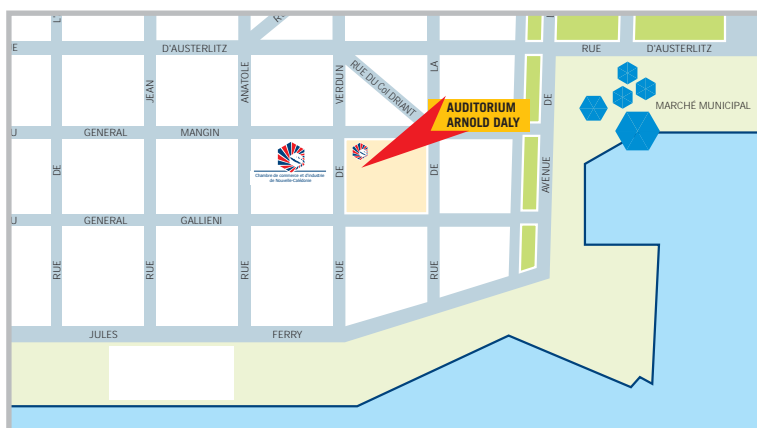 E
D'AUSTERLITZ
RUE
D'AUSTERLITZ
JEAN
ANATOLE
VERDUN
RUE DU Col DRIANT
LA
DE
AUDITORIUM
ARNOLD DALY
MARCHÉ MUNICIPAL
U
GENERAL
MANGIN
Chambre de commerce et d'industrie
de Nouvelle-Calédonie
DE
DE
DE
AVENUE
U
GENERAL
GALLIENI
RUE
RUE
RUE
RUE
RUE
JULES
FERRY